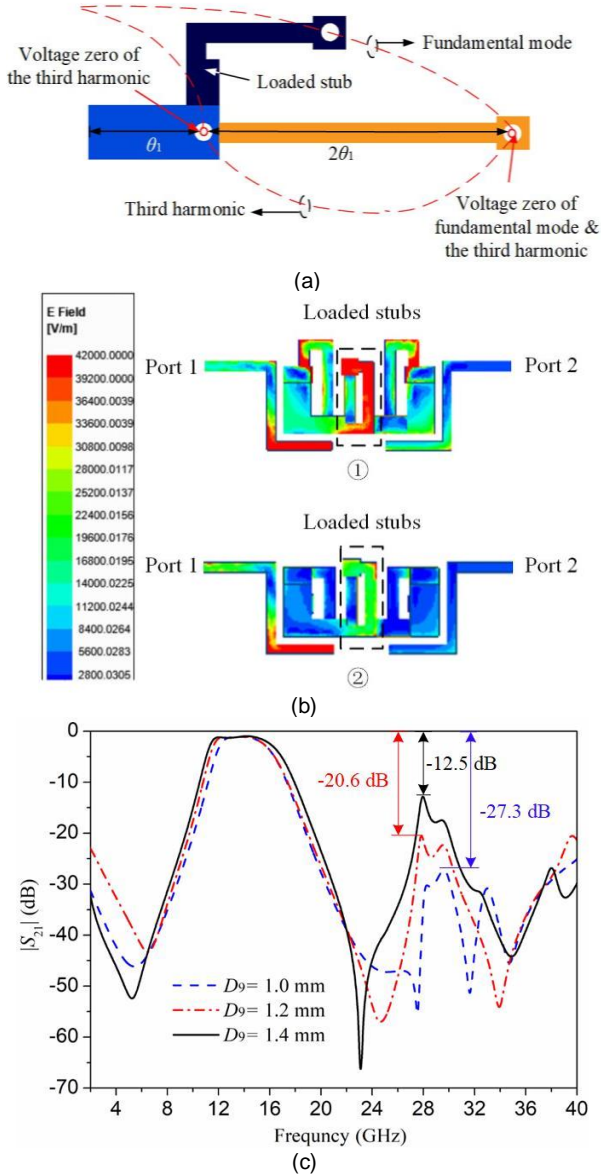 Voltage zero of
the third harmonic
Loaded stub
Fundamental mode
θ1
2θ1
Third harmonic
Voltage zero of
fundamental mode &
the third harmonic
(a)
E Field
[V/m]
42000.0000
39200.0000
36400.0039
33600.0039
30800.0098
28000.0117
25200.0137
22400.0156
19600.0195
16800.0195
14000.0225
11200.0244
8400.0264
5600.0283
2800.0305
Loaded stubs
Port 1
Port 2
①
Loaded stubs
Port 1
Port 2
②
(b)
|S21| (dB)
0
-10
-20
-30
-40
-50
-60
-70
-20.6 dB
-12.5 dB
-27.3 dB
D9= 1.0 mm
D9= 1.2 mm
D9= 1.4 mm
4 8 12 16 20 24 28 32 36 40
Frequncy (GHz)
(c)